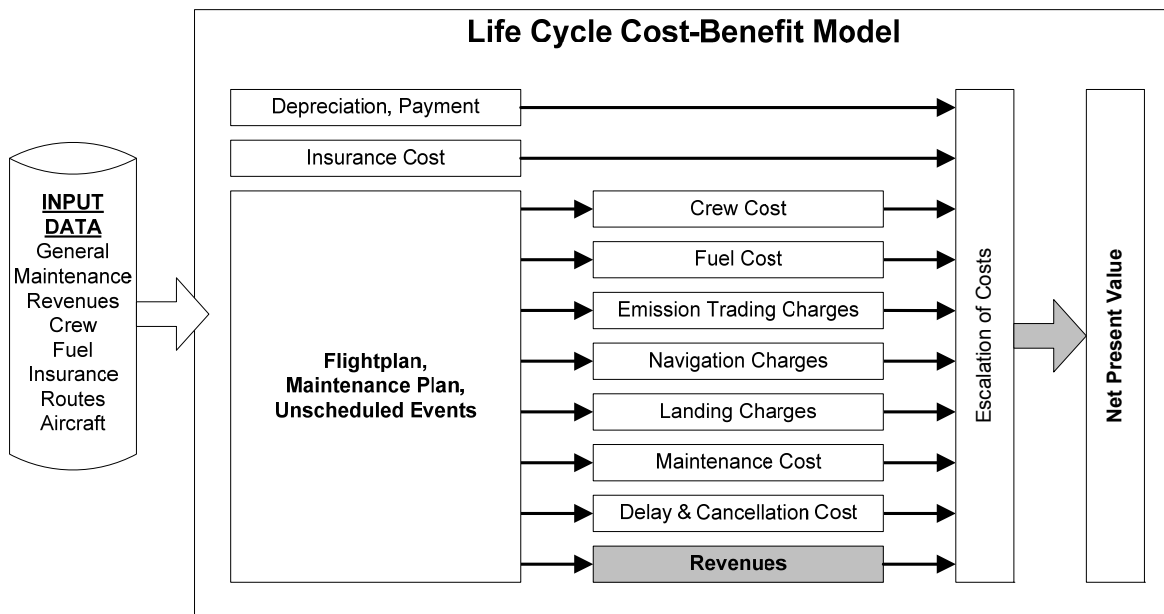 Life Cycle Cost-Benefit Model
INPUT
DATA
General
Maintenance
Revenues
Crew
Fuel
Insurance
Routes
Aircraft
Depreciation, Payment
Insurance Cost
Flightplan,
Maintenance Plan,
Unscheduled Events
Crew Cost
Fuel Cost
Emission Trading Charges
Navigation Charges
Landing Charges
Maintenance Cost
Delay & Cancellation Cost
Revenues
Escalation of Costs
Net Present Value